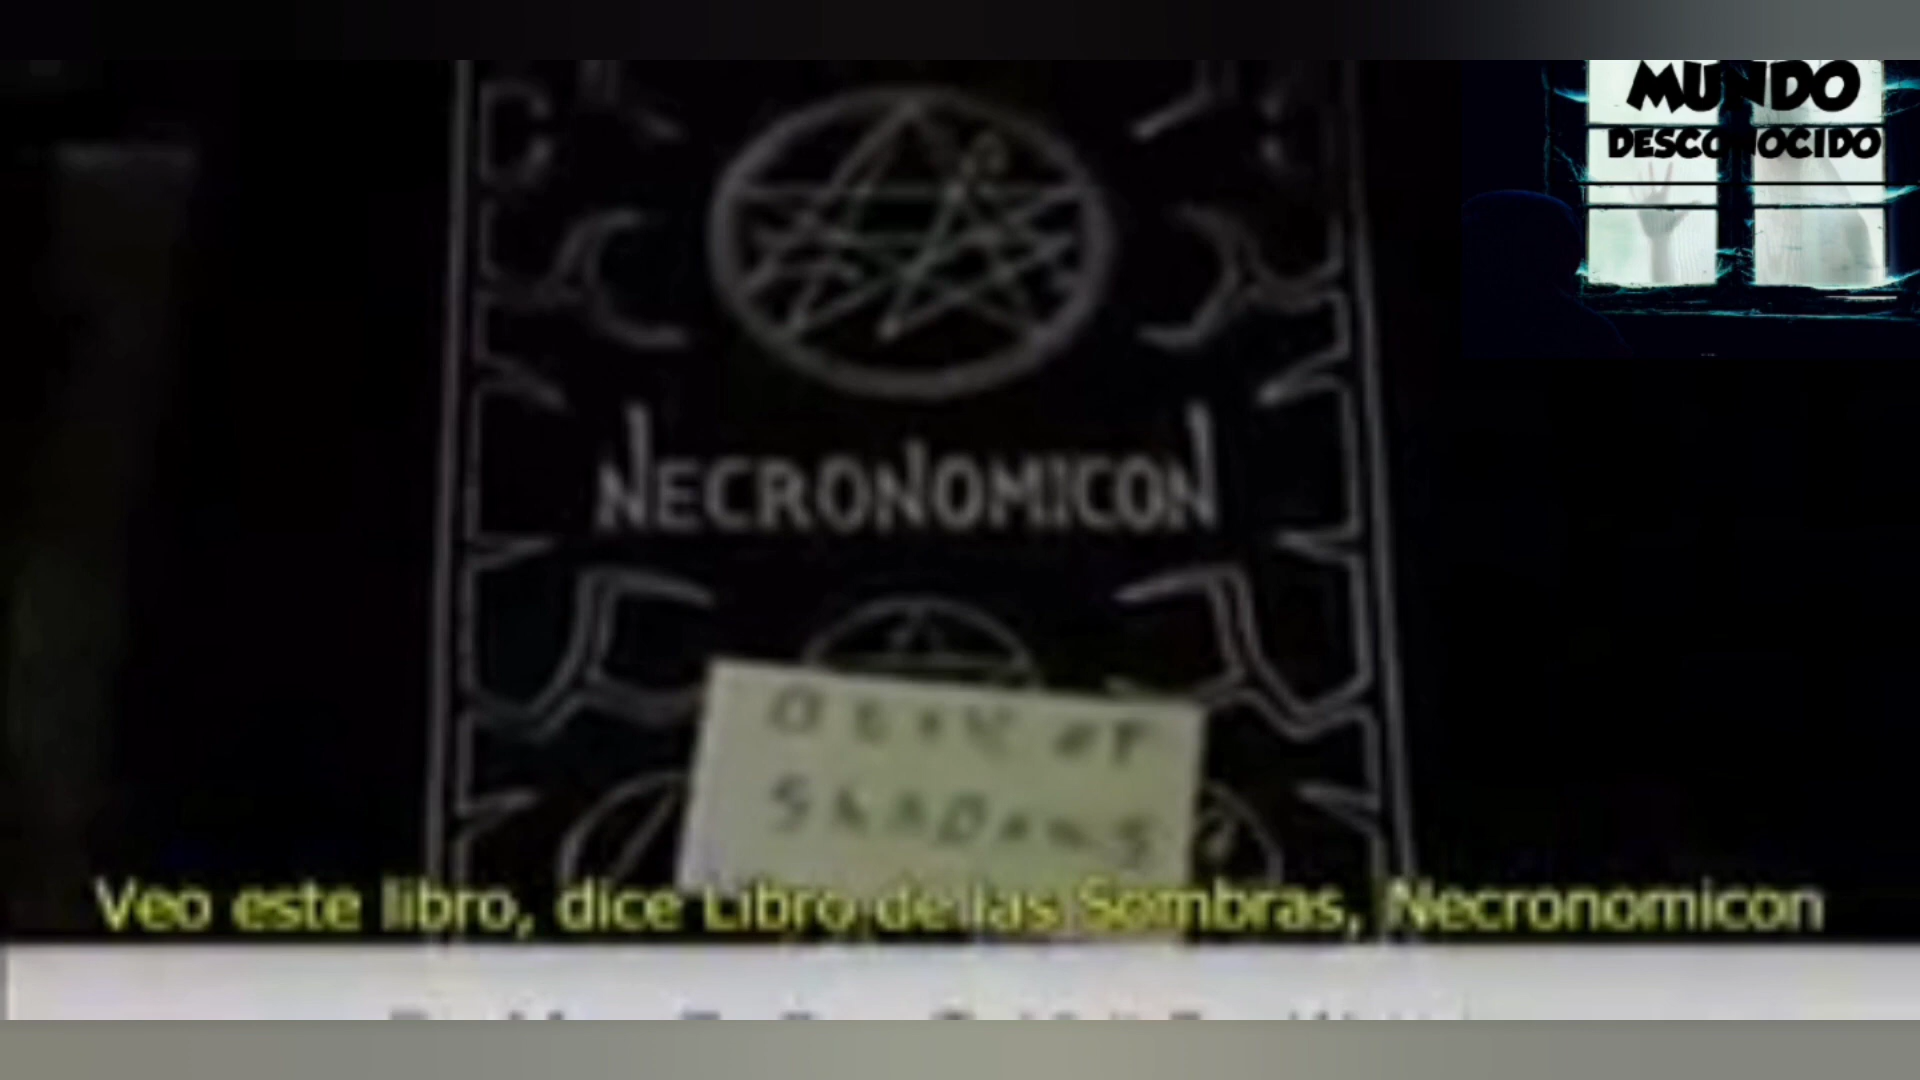 MUNDO
DESCONOCIDO
NECRONOMICON
Veo este libro, dice Libro de las Sombras, Necronomicon